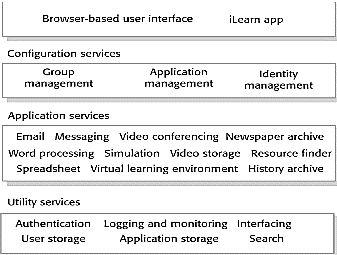 Browser-based user interface iLearn app
Configuration services
Group management Application management Identity management
Application services
Email Messaging Video conferencing Newspaper archive
Word processing Simulation Video storage Resource finder
Spreadsheet Virtual learning environment History archive
Utility services
Authentication Logging and monitoring Interfacing
User storage Application storage Search